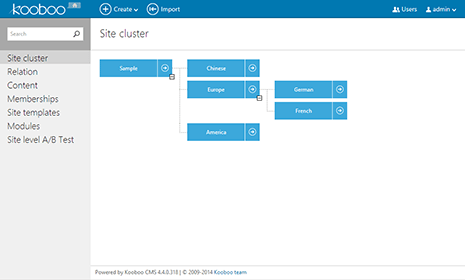 kooboo
Create
Import
Users
admin
Search
Site cluster
Site cluster
Relation
Content
Memberships
Site templates
Modules
Site level A/B Test
Sample
Chinese
Europe
German
French
America
Powered by Kooboo CMS 4.4.0.318 | © 2009-2014 Kooboo team